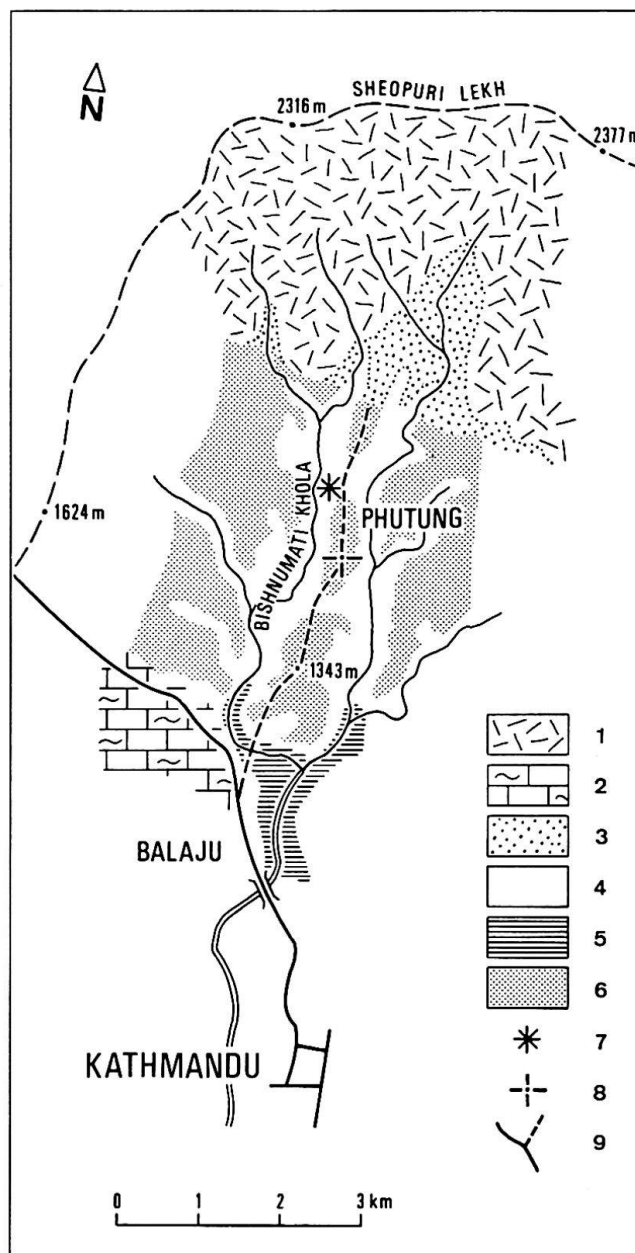 SHEOPURI LEKH
2316 m
2377 m
N
1624 m
BISHNUMATI KHOLA
PHUTUNG
1343 m
BALAJU
KATHMANDU
1
2
3
4
5
6
7
8
9
0 1 2 3 km